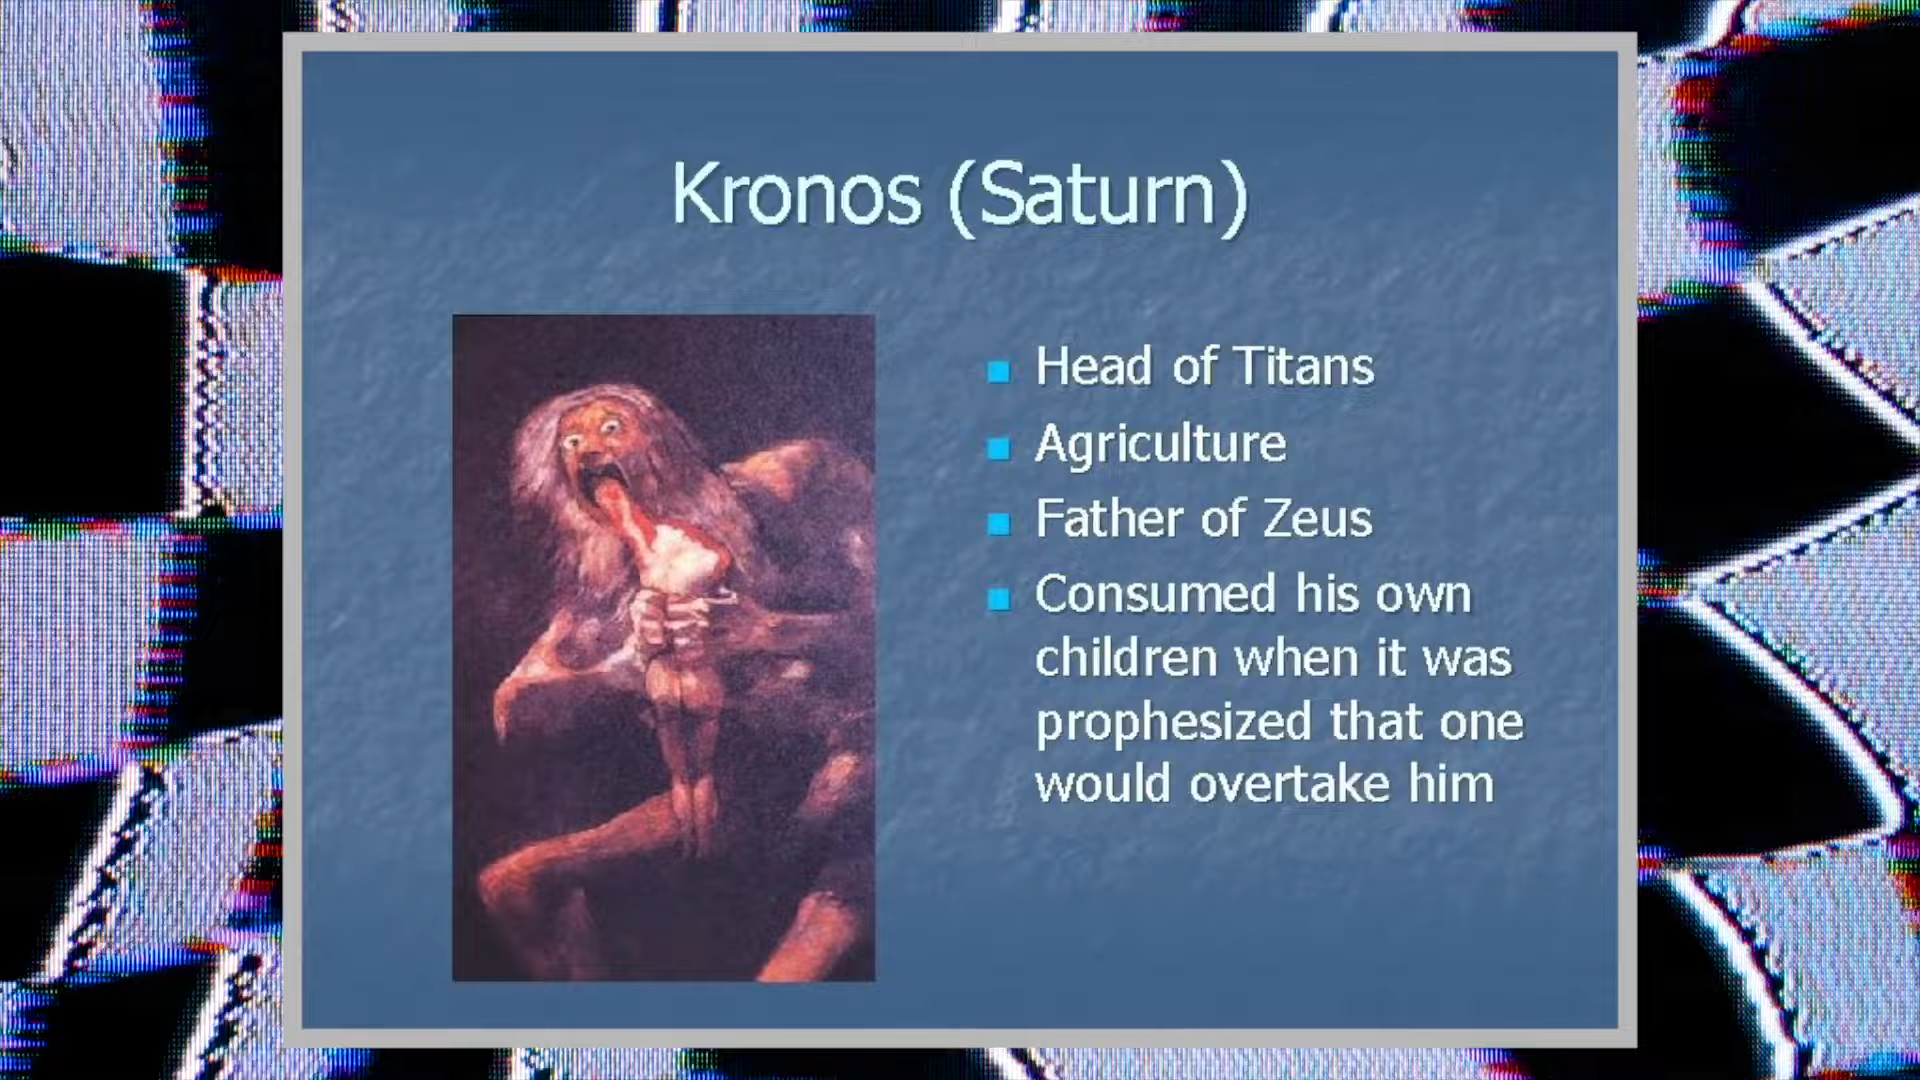 Kronos (Saturn)
Head of Titans
Agriculture
Father of Zeus
Consumed his own
children when it was
prophesized that one
would overtake him